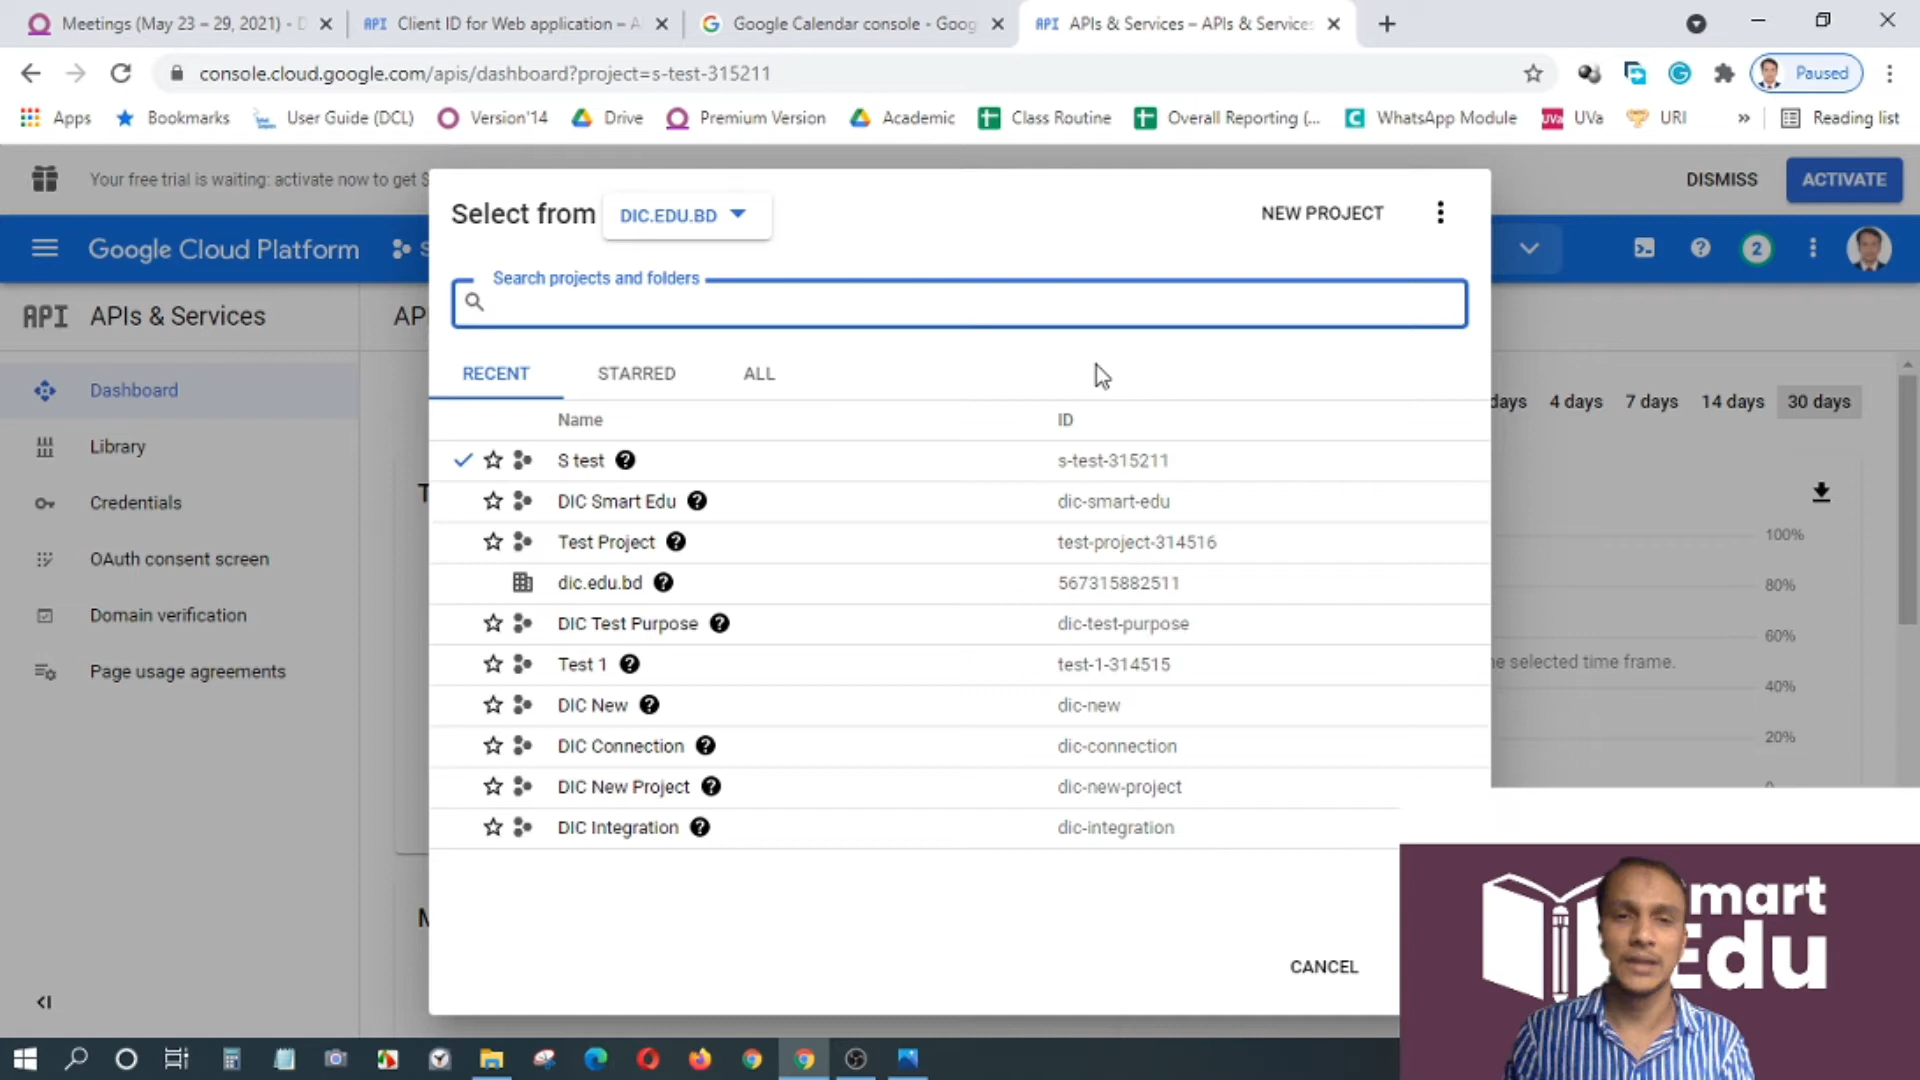 Meetings (May 23 – 29, 2021) - D
API Client ID for Web application – A
Google Calendar console - Goog
API APIs & Services – APIs & Services
console.cloud.google.com/apis/dashboard?project=s-test-315211
Paused
Apps
Bookmarks
User Guide (DCL)
Version'14
Drive
Premium Version
Academic
Class Routine
Overall Reporting (...
WhatsApp Module
UVa UVa
URI
»
Reading list
Your free trial is waiting: activate now to get $
DISMISS
ACTIVATE
Google Cloud Platform
S
2
API APIs & Services
AP
Dashboard
Library
Credentials
OAuth consent screen
Domain verification
Page usage agreements
Select from DIC.EDU.BD
NEW PROJECT
Search projects and folders
RECENT STARRED ALL
Name ID
S test s-test-315211
DIC Smart Edu dic-smart-edu
Test Project test-project-314516
dic.edu.bd 567315882511
DIC Test Purpose dic-test-purpose
Test 1 test-1-314515
DIC New dic-new
DIC Connection dic-connection
DIC New Project dic-new-project
DIC Integration dic-integration
CANCEL
days 4 days 7 days 14 days 30 days
T
100%
80%
60%
e selected time frame.
40%
20%
M
mart
Edu